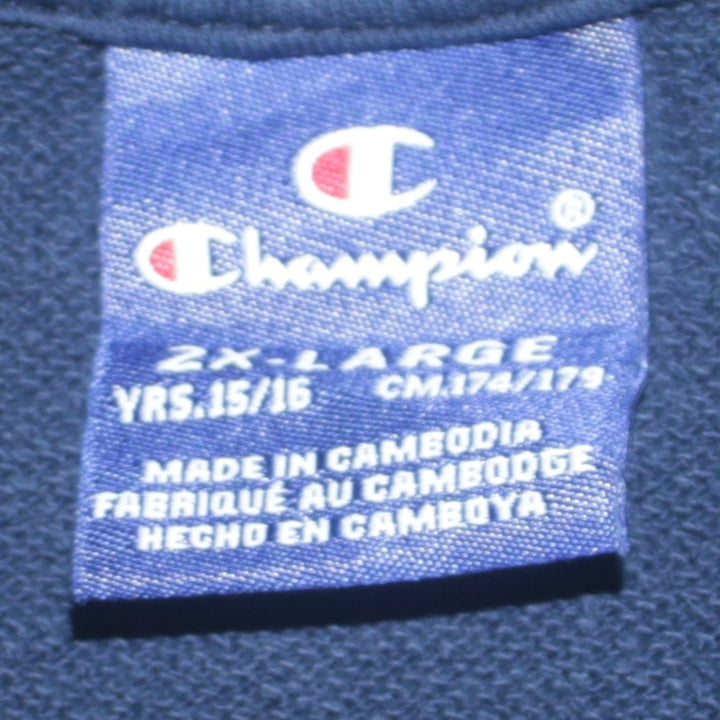 C
Champion®
2X-LARGE
YRS.15/16 CM.174/179
MADE IN CAMBODIA
FABRIQUÉ AU CAMBODGE
HECHO EN CAMBOYA